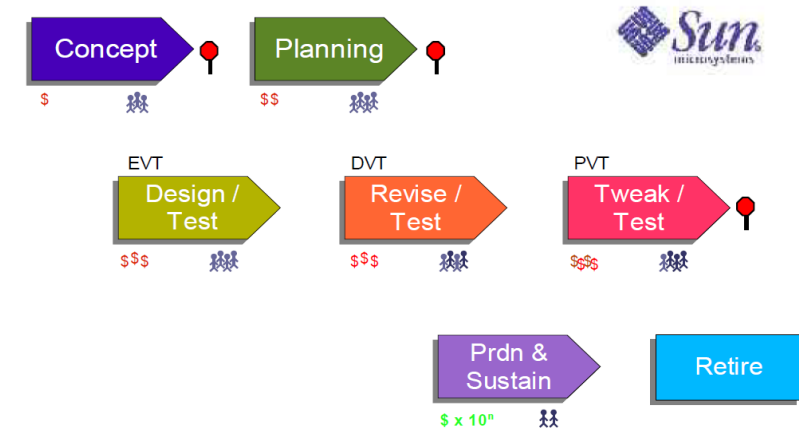 Concept
Planning
Sun
microsystems
$
$$
EVT
DVT
PVT
Design /
Test
Revise /
Test
Tweak /
Test
$$$
$$$
$$$$
Prdn &
Sustain
Retire
$ x 10ⁿ